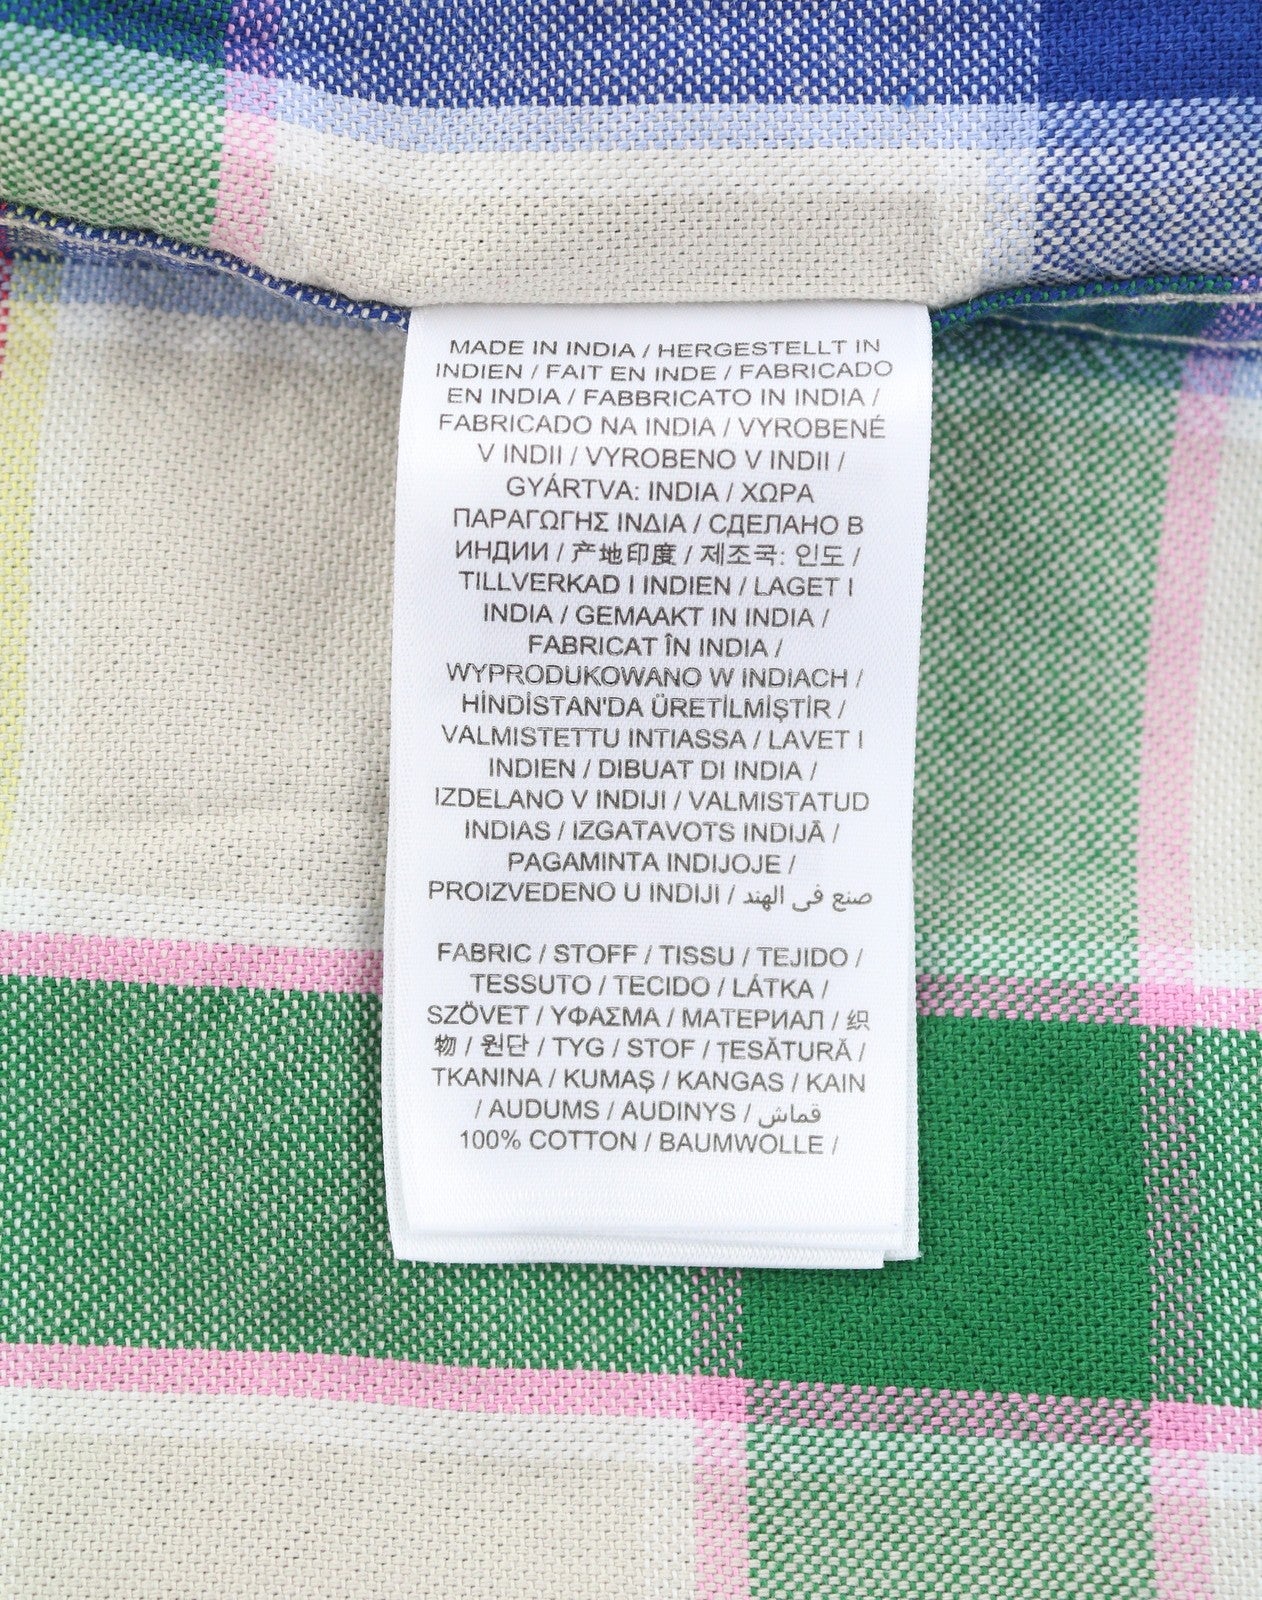 MADE IN INDIA / HERGESTELLT IN
INDIEN / FAIT EN INDE / FABRICADO
EN INDIA / FABBRICATO IN INDIA /
FABRICADO NA INDIA / VYROBENÉ
V INDII / VYROBENO V INDII /
GYÁRTVA: INDIA / ΧΩΡΑ
ΠΑΡΑΓΩΓΗΣ ΙΝΔΙΑ / СДЕЛАНО В
ИНДИИ / 产地印度 / 제조국: 인도 /
TILLVERKAD I INDIEN / LAGET I
INDIA / GEMAAKT IN INDIA /
FABRICAT ÎN INDIA /
WYPRODUKOWANO W INDIACH /
HİNDİSTAN'DA ÜRETİLMİŞTİR /
VALMISTETTU INTIASSA / LAVET I
INDIEN / DIBUAT DI INDIA /
IZDELANO V INDIJI / VALMISTATUD
INDIAS / IZGATAVOTS INDIJĀ /
PAGAMINTA INDIJOJE /
PROIZVEDENO U INDIJI / صنع في الهند
FABRIC / STOFF / TISSU / TEJIDO /
TESSUTO / TECIDO / LÁTKA /
SZÖVET / ΥΦΑΣΜΑ / МАТЕРИАЛ / 织
物 / 원단 / TYG / STOF / ȚESĂTURĂ /
TKANINA / KUMAŞ / KANGAS / KAIN
/ AUDUMS / AUDINYS / قماش
100% COTTON / BAUMWOLLE /